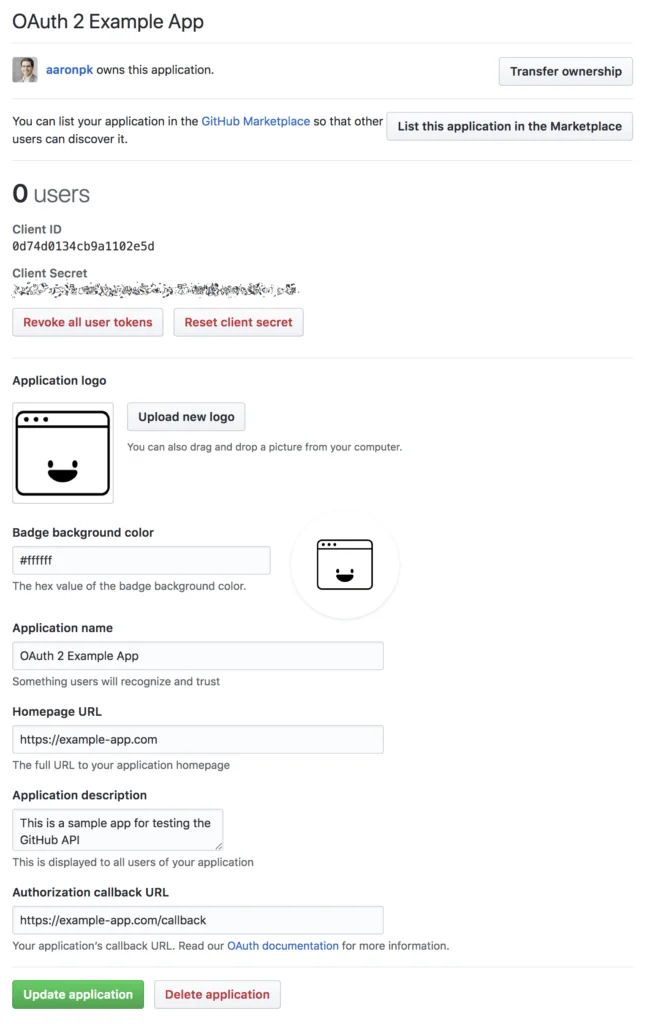 OAuth 2 Example App
aaronpk owns this application.
Transfer ownership
You can list your application in the GitHub Marketplace so that other
users can discover it.
List this application in the Marketplace
0 users
Client ID
0d74d0134cb9a1102e5d
Client Secret
Revoke all user tokens
Reset client secret
Application logo
Upload new logo
You can also drag and drop a picture from your computer.
Badge background color
#ffffff
The hex value of the badge background color.
Application name
OAuth 2 Example App
Something users will recognize and trust
Homepage URL
https://example-app.com
The full URL to your application homepage
Application description
This is a sample app for testing the
GitHub API
This is displayed to all users of your application
Authorization callback URL
https://example-app.com/callback
Your application's callback URL. Read our OAuth documentation for more information.
Update application
Delete application